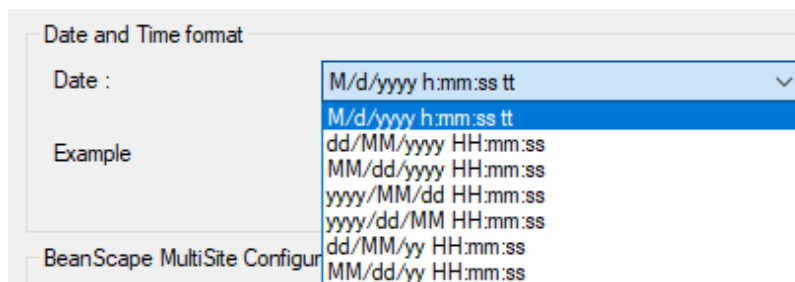 Date and Time format
Date : M/d/yyyy h:mm:ss tt
M/d/yyyy h:mm:ss tt
dd/MM/yyyy HH:mm:ss
Example
MM/dd/yyyy HH:mm:ss
yyyy/MM/dd HH:mm:ss
yyyy/dd/MM HH:mm:ss
dd/MM/yy HH:mm:ss
BeanScape MultiSite Configur
MM/dd/yy HH:mm:ss